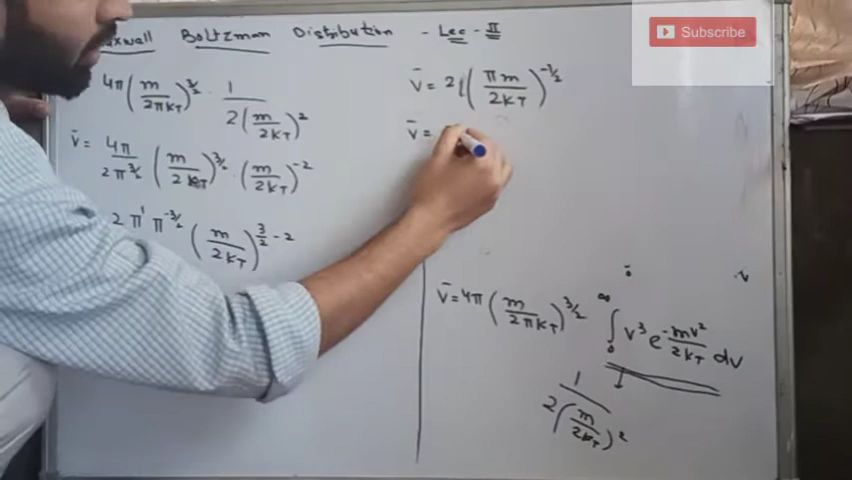 Maxwall Boltzman Distribution - Lec - II
4π (m/2πkT)^3/2 · 1/2(m/2kT)^2
v̄ = 4π/2π^3/2 (m/2kT)^3/2 · (m/2kT)^-2
2 π^1 π^-3/2 (m/2kT)^3/2 - 2
v̄ = 2 (πm/2kT)^-1/2
v̄ =
v̄ = 4π (m/2πkT)^3/2 ∫_0^∞ v^3 e^-mv^2/2kT dv
1/2(m/2kT)^2
Subscribe